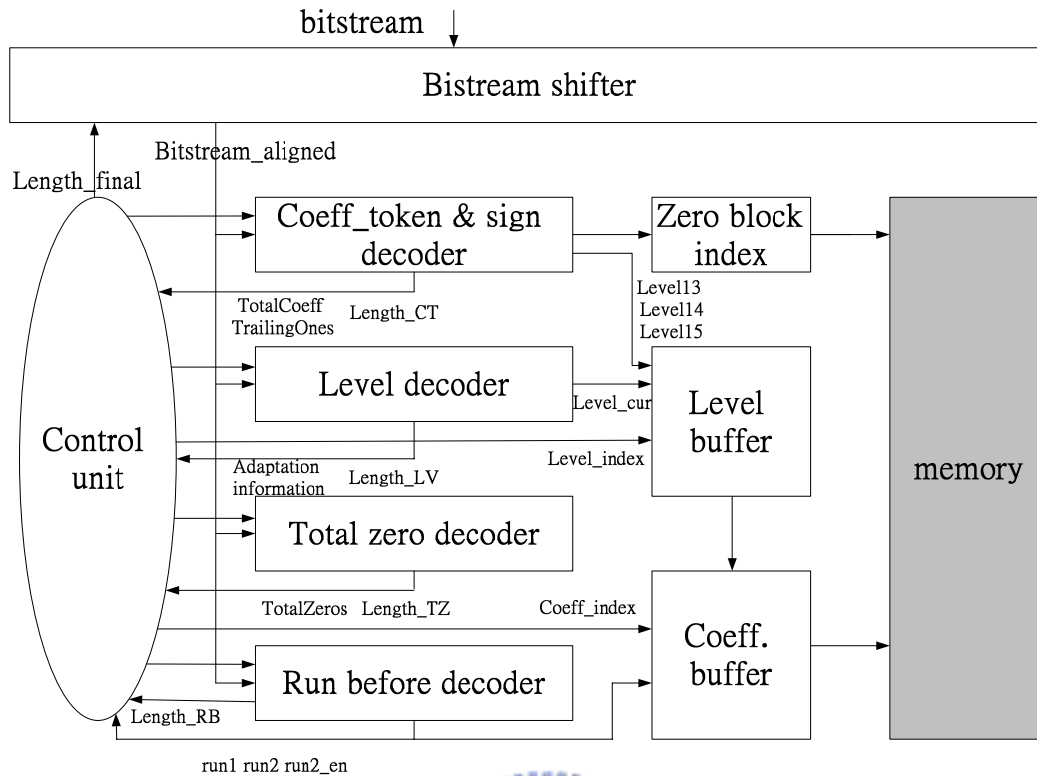 bitstream
Bistream shifter
Bitstream_aligned
Length_final
Coeff_token & sign
decoder
Zero block
index
Level13
Level14
Level15
TotalCoeff
TrailingOnes
Length_CT
Level decoder
Level_cur
Level
buffer
Control
unit
Level_index
memory
Adaptation
information
Length_LV
Total zero decoder
TotalZeros
Length_TZ
Coeff_index
Coeff.
buffer
Run before decoder
Length_RB
run1 run2 run2_en